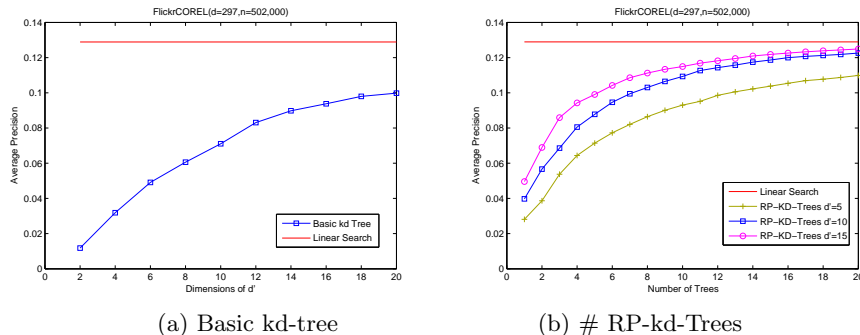 FlickrCOREL(d=297,n=502,000)
0.14
0.12
0.1
0.08
0.06
0.04
0.02
0
Average Precision
0 2 4 6 8 10 12 14 16 18 20
Dimensions of d'
Basic kd Tree
Linear Search
(a) Basic kd-tree
FlickrCOREL(d=297,n=502,000)
0.14
0.12
0.1
0.08
0.06
0.04
0.02
0
Average Precision
0 2 4 6 8 10 12 14 16 18 20
Number of Trees
Linear Search
RP-KD-Trees d'=5
RP-KD-Trees d'=10
RP-KD-Trees d'=15
(b) # RP-kd-Trees